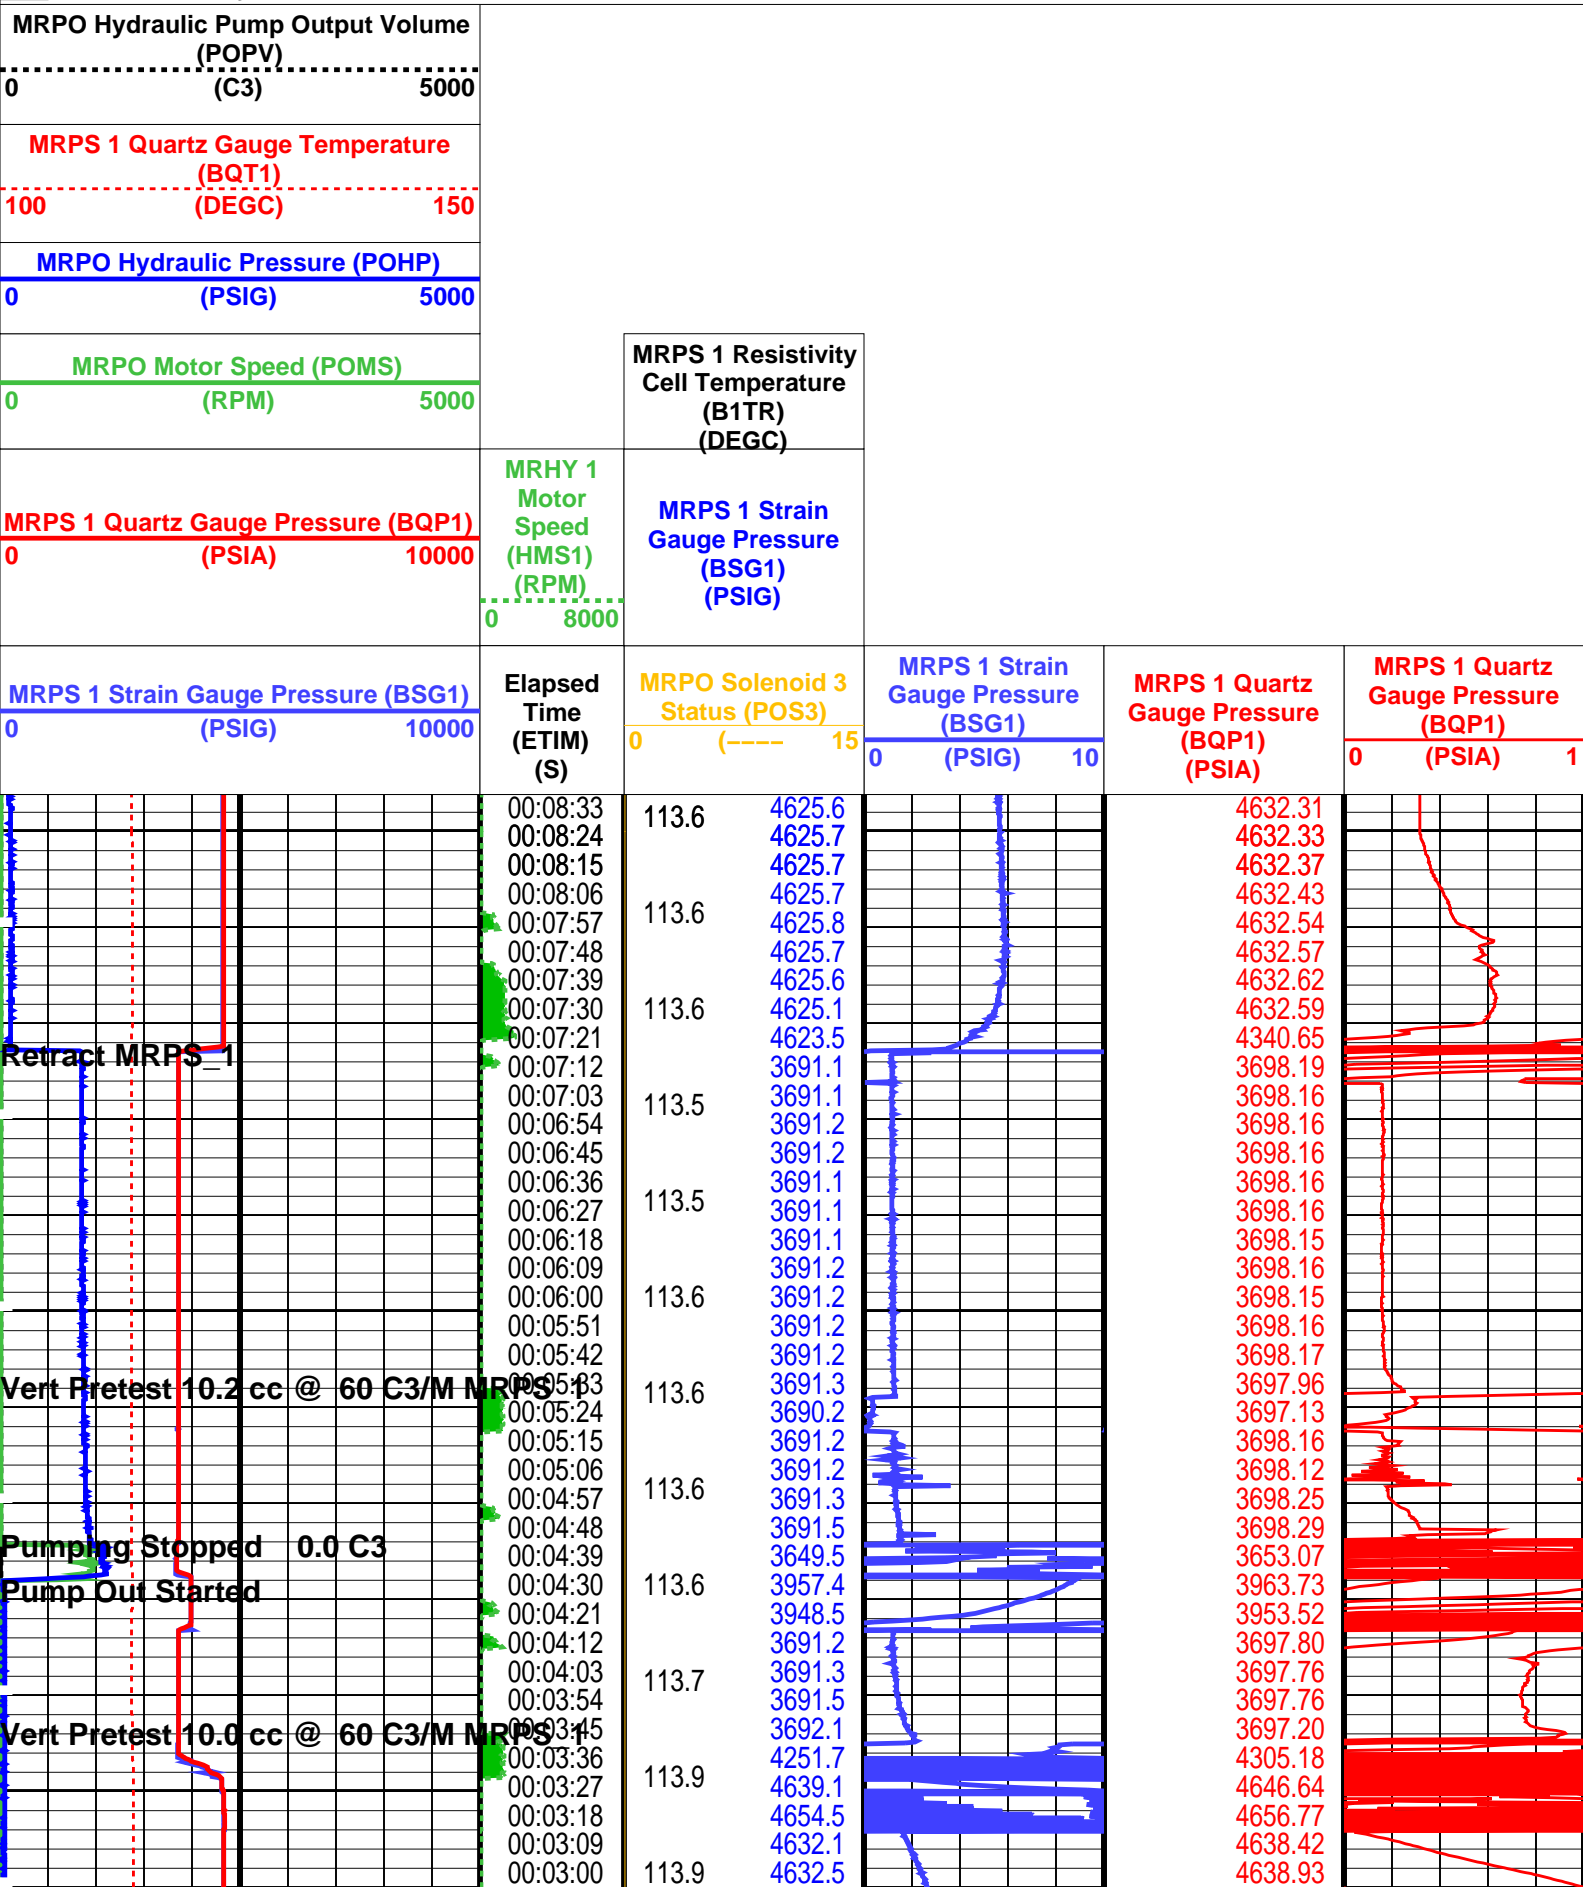 MRPO Hydraulic Pump Output Volume
(POPV)
0 (C3) 5000
MRPS 1 Quartz Gauge Temperature
(BQT1)
100 (DEGC) 150
MRPO Hydraulic Pressure (POHP)
0 (PSIG) 5000
MRPO Motor Speed (POMS)
0 (RPM) 5000
MRPS 1 Resistivity
Cell Temperature
(B1TR)
(DEGC)
MRPS 1 Quartz Gauge Pressure (BQP1)
0 (PSIA) 10000
MRHY 1
Motor
Speed
(HMS1)
(RPM)
0 8000
MRPS 1 Strain
Gauge Pressure
(BSG1)
(PSIG)
MRPS 1 Strain Gauge Pressure (BSG1)
0 (PSIG) 10000
Elapsed
Time
(ETIM)
(S)
MRPO Solenoid 3
Status (POS3)
0 (---- 15
MRPS 1 Strain
Gauge Pressure
(BSG1)
0 (PSIG) 10
MRPS 1 Quartz
Gauge Pressure
(BQP1)
(PSIA)
MRPS 1 Quartz
Gauge Pressure
(BQP1)
0 (PSIA) 1
00:08:33 113.6 4625.6 4632.31
00:08:24 4625.7 4632.33
00:08:15 4625.7 4632.37
00:08:06 4625.7 4632.43
00:07:57 113.6 4625.8 4632.54
00:07:48 4625.7 4632.57
00:07:39 4625.6 4632.62
00:07:30 113.6 4625.1 4632.59
00:07:21 4623.5 4340.65
Retract MRPS_1
00:07:12 3691.1 3698.19
00:07:03 113.5 3691.1 3698.16
00:06:54 3691.2 3698.16
00:06:45 3691.2 3698.16
00:06:36 3691.1 3698.16
00:06:27 113.5 3691.1 3698.16
00:06:18 3691.1 3698.15
00:06:09 3691.2 3698.16
00:06:00 113.6 3691.2 3698.15
00:05:51 3691.2 3698.16
00:05:42 3691.2 3698.17
Vert Pretest 10.2 cc @ 60 C3/M MRPS_1
00:05:33 113.6 3691.3 3697.96
00:05:24 3690.2 3697.13
00:05:15 3691.2 3698.16
00:05:06 3691.2 3698.12
00:04:57 113.6 3691.3 3698.25
00:04:48 3691.5 3698.29
Pumping Stopped 0.0 C3
00:04:39 3649.5 3653.07
00:04:30 113.6 3957.4 3963.73
Pump Out Started
00:04:21 3948.5 3953.52
00:04:12 3691.2 3697.80
00:04:03 113.7 3691.3 3697.76
00:03:54 3691.5 3697.76
Vert Pretest 10.0 cc @ 60 C3/M MRPS_1
00:03:45 3692.1 3697.20
00:03:36 4251.7 4305.18
00:03:27 113.9 4639.1 4646.64
00:03:18 4654.5 4656.77
00:03:09 4632.1 4638.42
00:03:00 113.9 4632.5 4638.93